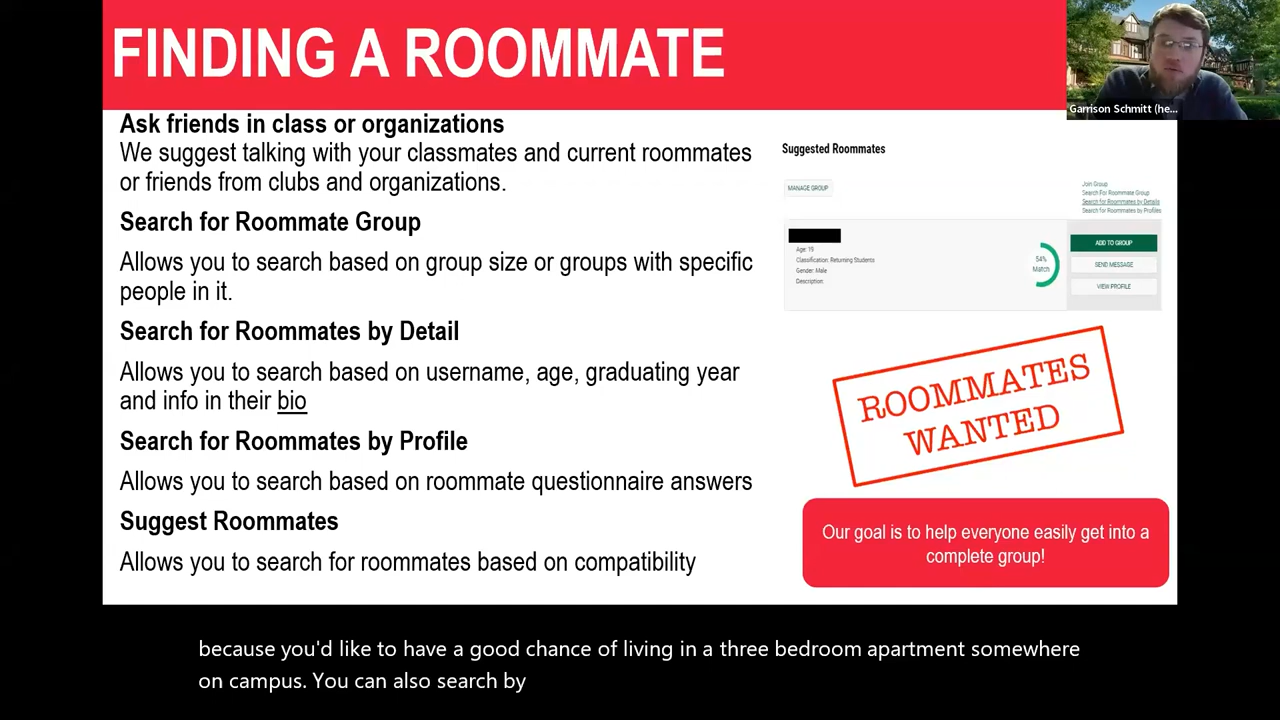 FINDING A ROOMMATE
Garrison Schmitt (he...
Ask friends in class or organizations
We suggest talking with your classmates and current roommates
or friends from clubs and organizations.
Search for Roommate Group
Allows you to search based on group size or groups with specific
people in it.
Search for Roommates by Detail
Allows you to search based on username, age, graduating year
and info in their bio
Search for Roommates by Profile
Allows you to search based on roommate questionnaire answers
Suggest Roommates
Allows you to search for roommates based on compatibility
Suggested Roommates
MANAGE GROUP
Join Group
Search For Roommate Group
Search for Roommates by Details
Search for Roommates by Profiles
Age: 19
Classification: Returning Students
Gender: Male
Description:
54%
Match
ADD TO GROUP
SEND MESSAGE
VIEW PROFILE
ROOMMATES
WANTED
Our goal is to help everyone easily get into a
complete group!
because you'd like to have a good chance of living in a three bedroom apartment somewhere
on campus. You can also search by